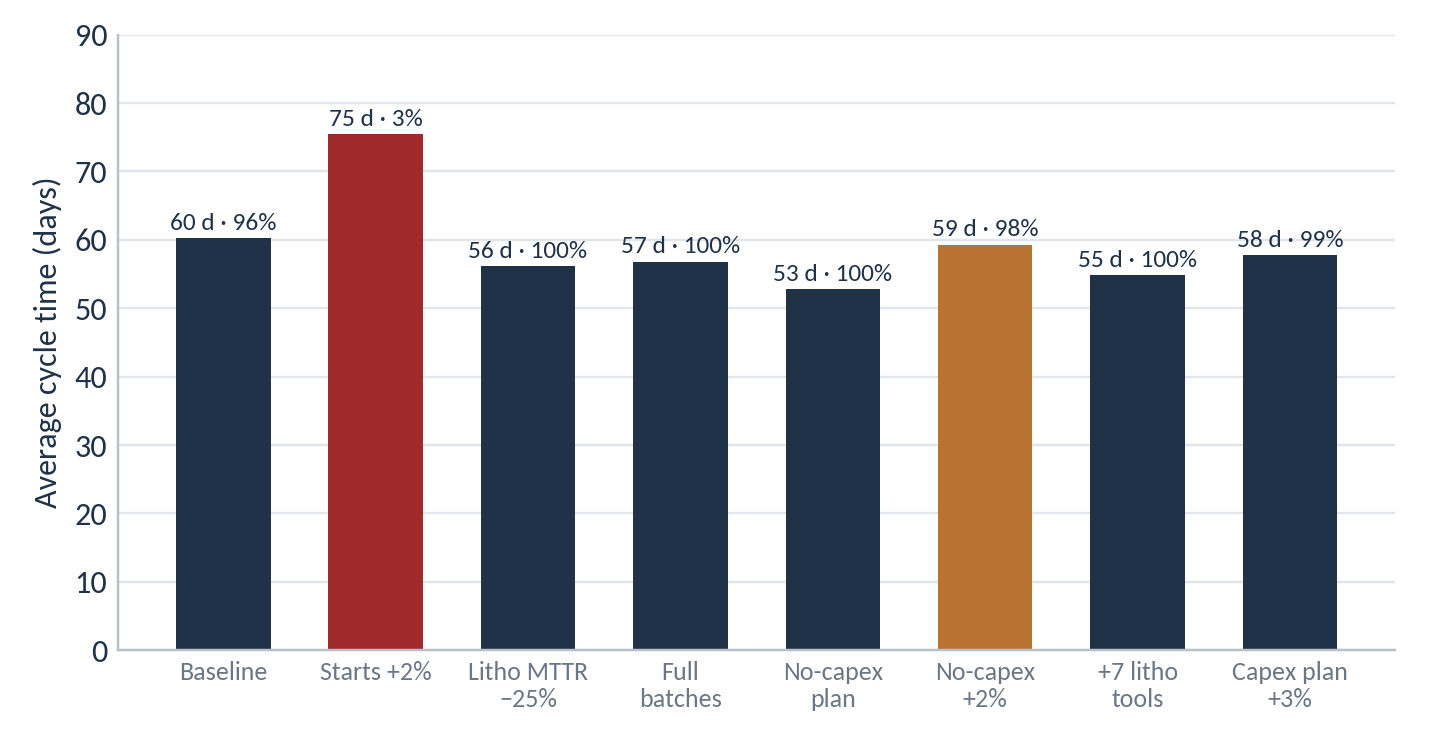 Average cycle time (days)
90
80
70
60
50
40
30
20
10
0
60 d · 96%
75 d · 3%
56 d · 100%
57 d · 100%
53 d · 100%
59 d · 98%
55 d · 100%
58 d · 99%
Baseline
Starts +2%
Litho MTTR
−25%
Full
batches
No-capex
plan
No-capex
+2%
+7 litho
tools
Capex plan
+3%